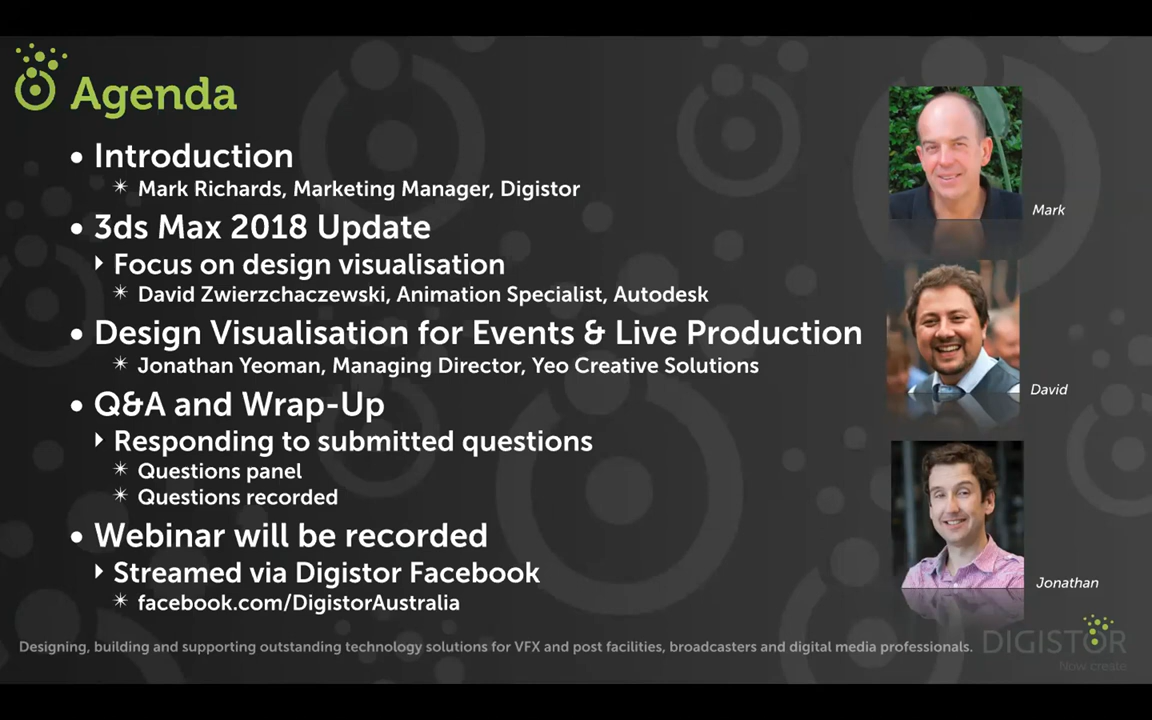 Agenda
• Introduction
✴ Mark Richards, Marketing Manager, Digistor
• 3ds Max 2018 Update
‣ Focus on design visualisation
✴ David Zwierzchaczewski, Animation Specialist, Autodesk
• Design Visualisation for Events & Live Production
✴ Jonathan Yeoman, Managing Director, Yeo Creative Solutions
• Q&A and Wrap-Up
‣ Responding to submitted questions
✴ Questions panel
✴ Questions recorded
• Webinar will be recorded
‣ Streamed via Digistor Facebook
✴ facebook.com/DigistorAustralia
Mark
David
Jonathan
Designing, building and supporting outstanding technology solutions for VFX and post facilities, broadcasters and digital media professionals.
DIGISTOR
Now create